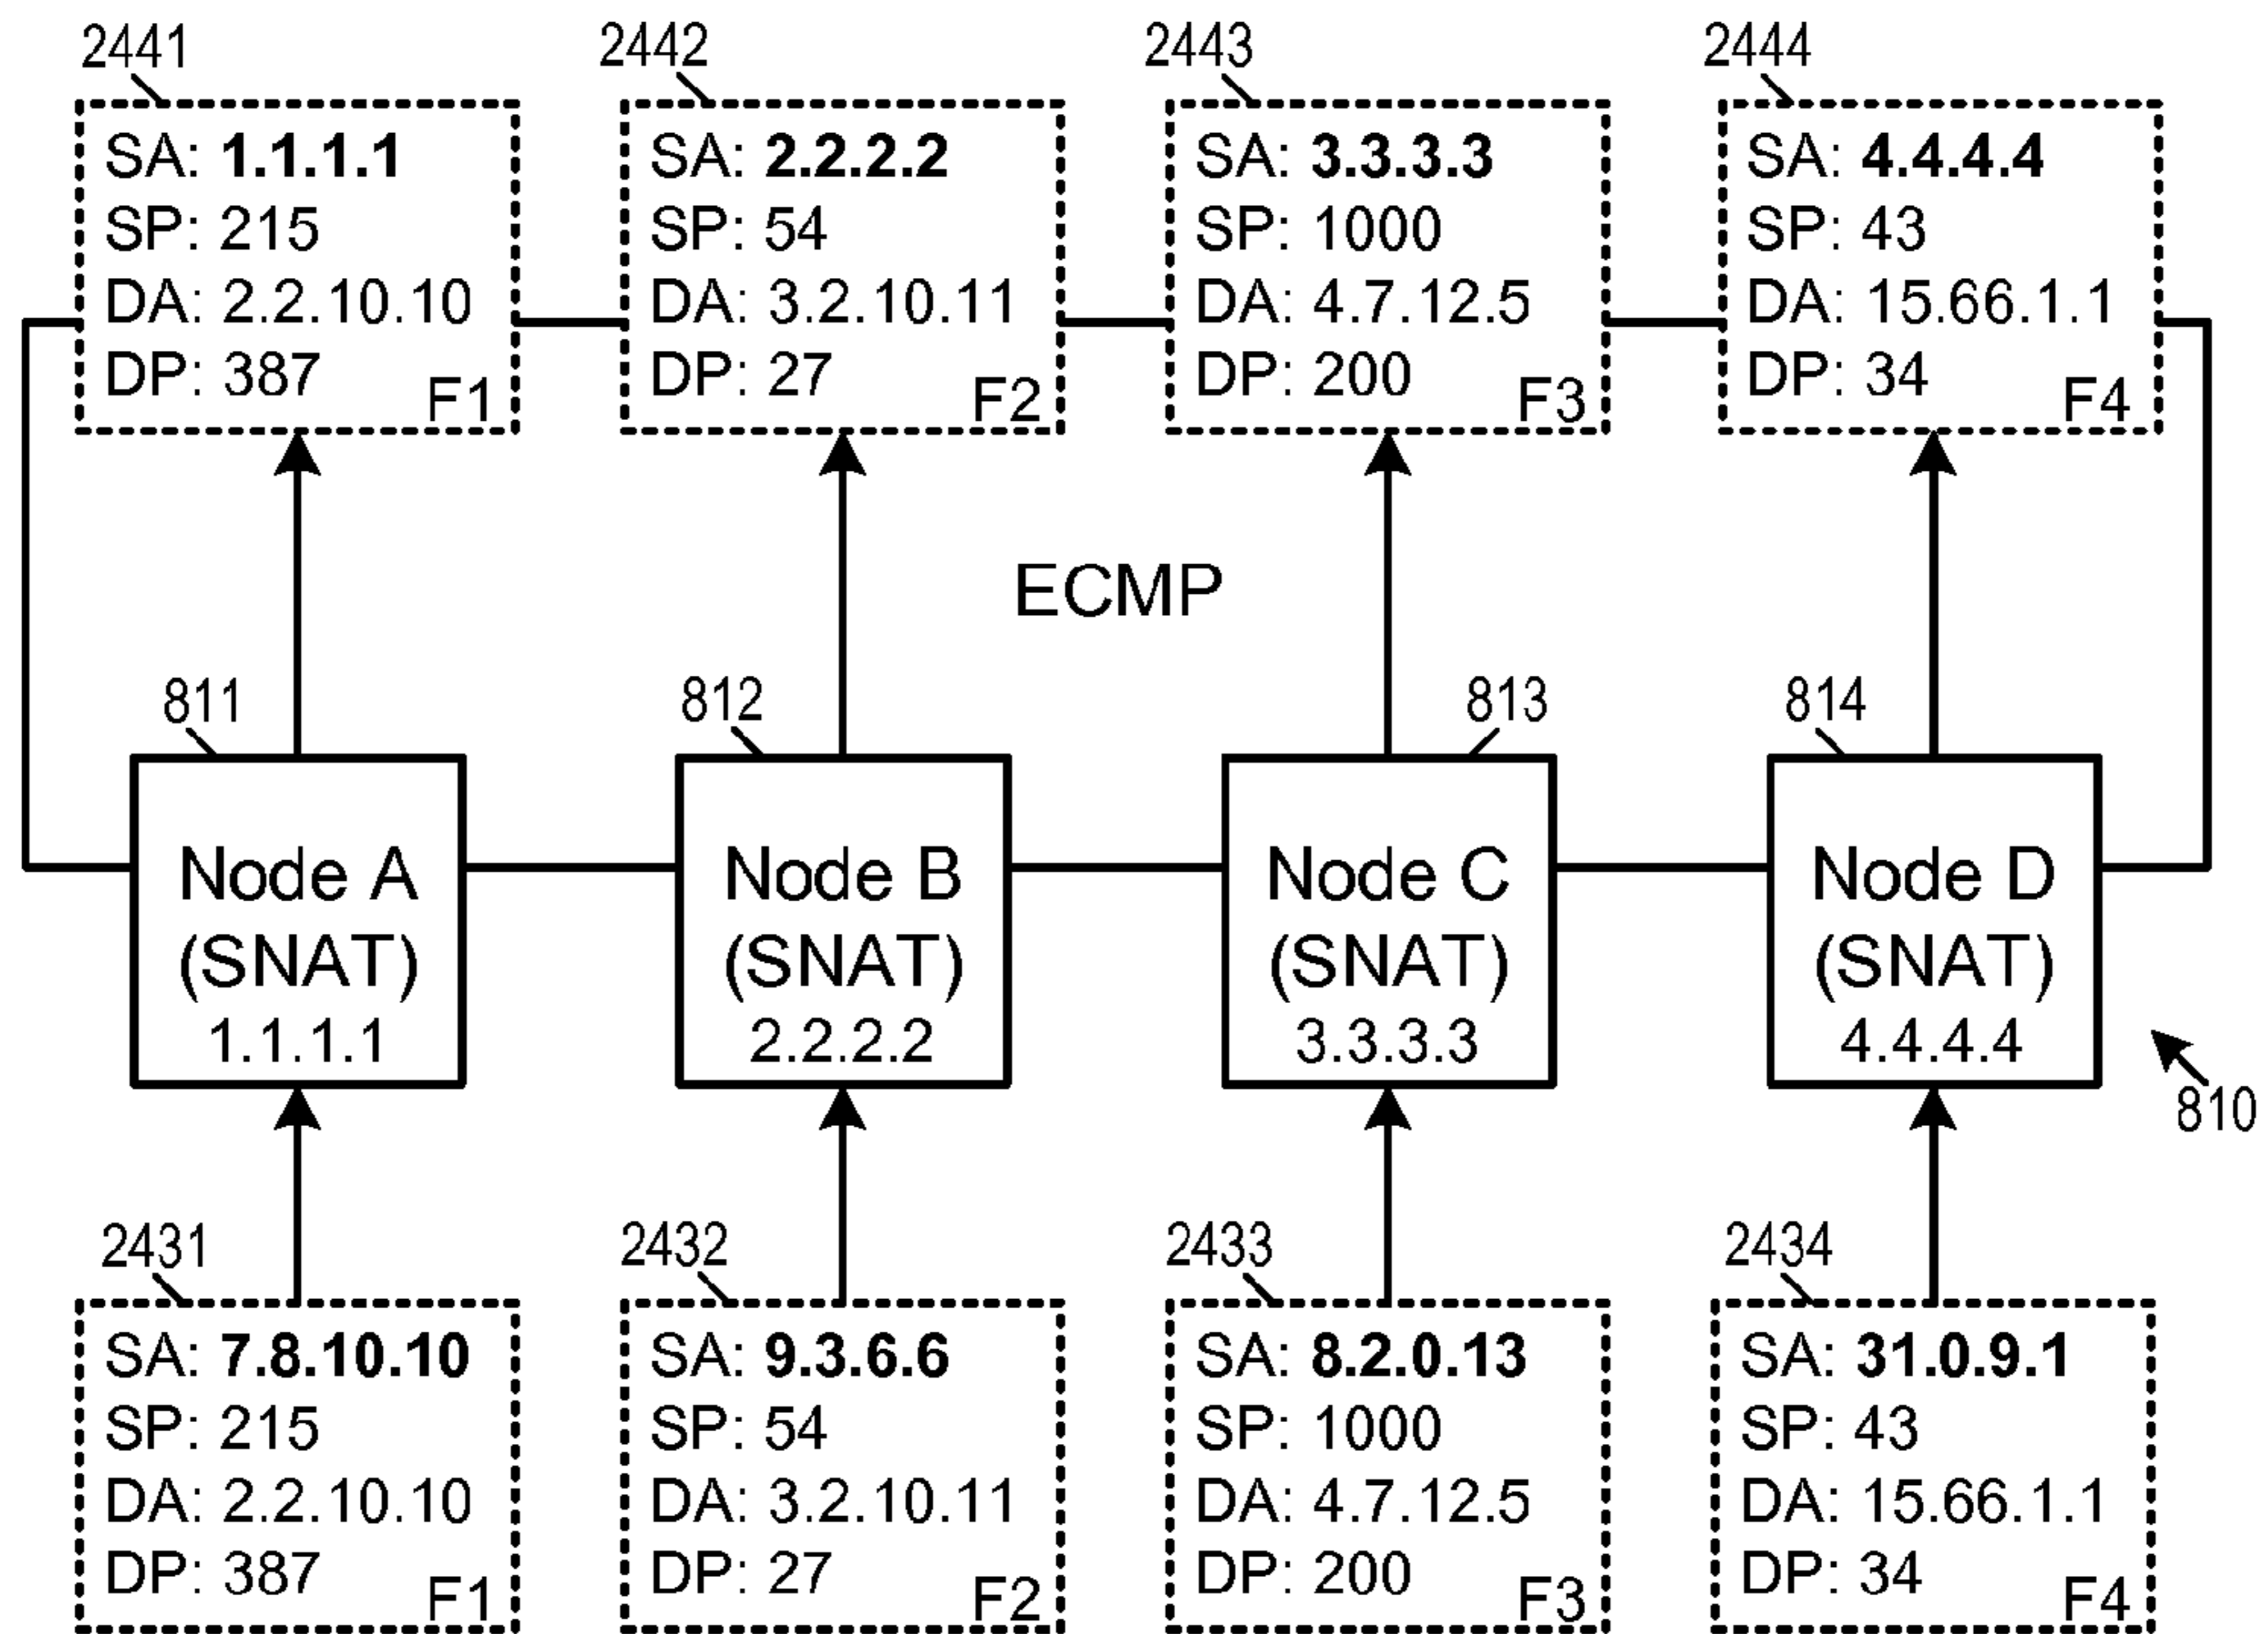 2441
SA: 1.1.1.1
SP: 215
DA: 2.2.10.10
DP: 387
F1
2442
SA: 2.2.2.2
SP: 54
DA: 3.2.10.11
DP: 27
F2
2443
SA: 3.3.3.3
SP: 1000
DA: 4.7.12.5
DP: 200
F3
2444
SA: 4.4.4.4
SP: 43
DA: 15.66.1.1
DP: 34
F4
ECMP
811
Node A
(SNAT)
1.1.1.1
812
Node B
(SNAT)
2.2.2.2
813
Node C
(SNAT)
3.3.3.3
814
Node D
(SNAT)
4.4.4.4
810
2431
SA: 7.8.10.10
SP: 215
DA: 2.2.10.10
DP: 387
F1
2432
SA: 9.3.6.6
SP: 54
DA: 3.2.10.11
DP: 27
F2
2433
SA: 8.2.0.13
SP: 1000
DA: 4.7.12.5
DP: 200
F3
2434
SA: 31.0.9.1
SP: 43
DA: 15.66.1.1
DP: 34
F4